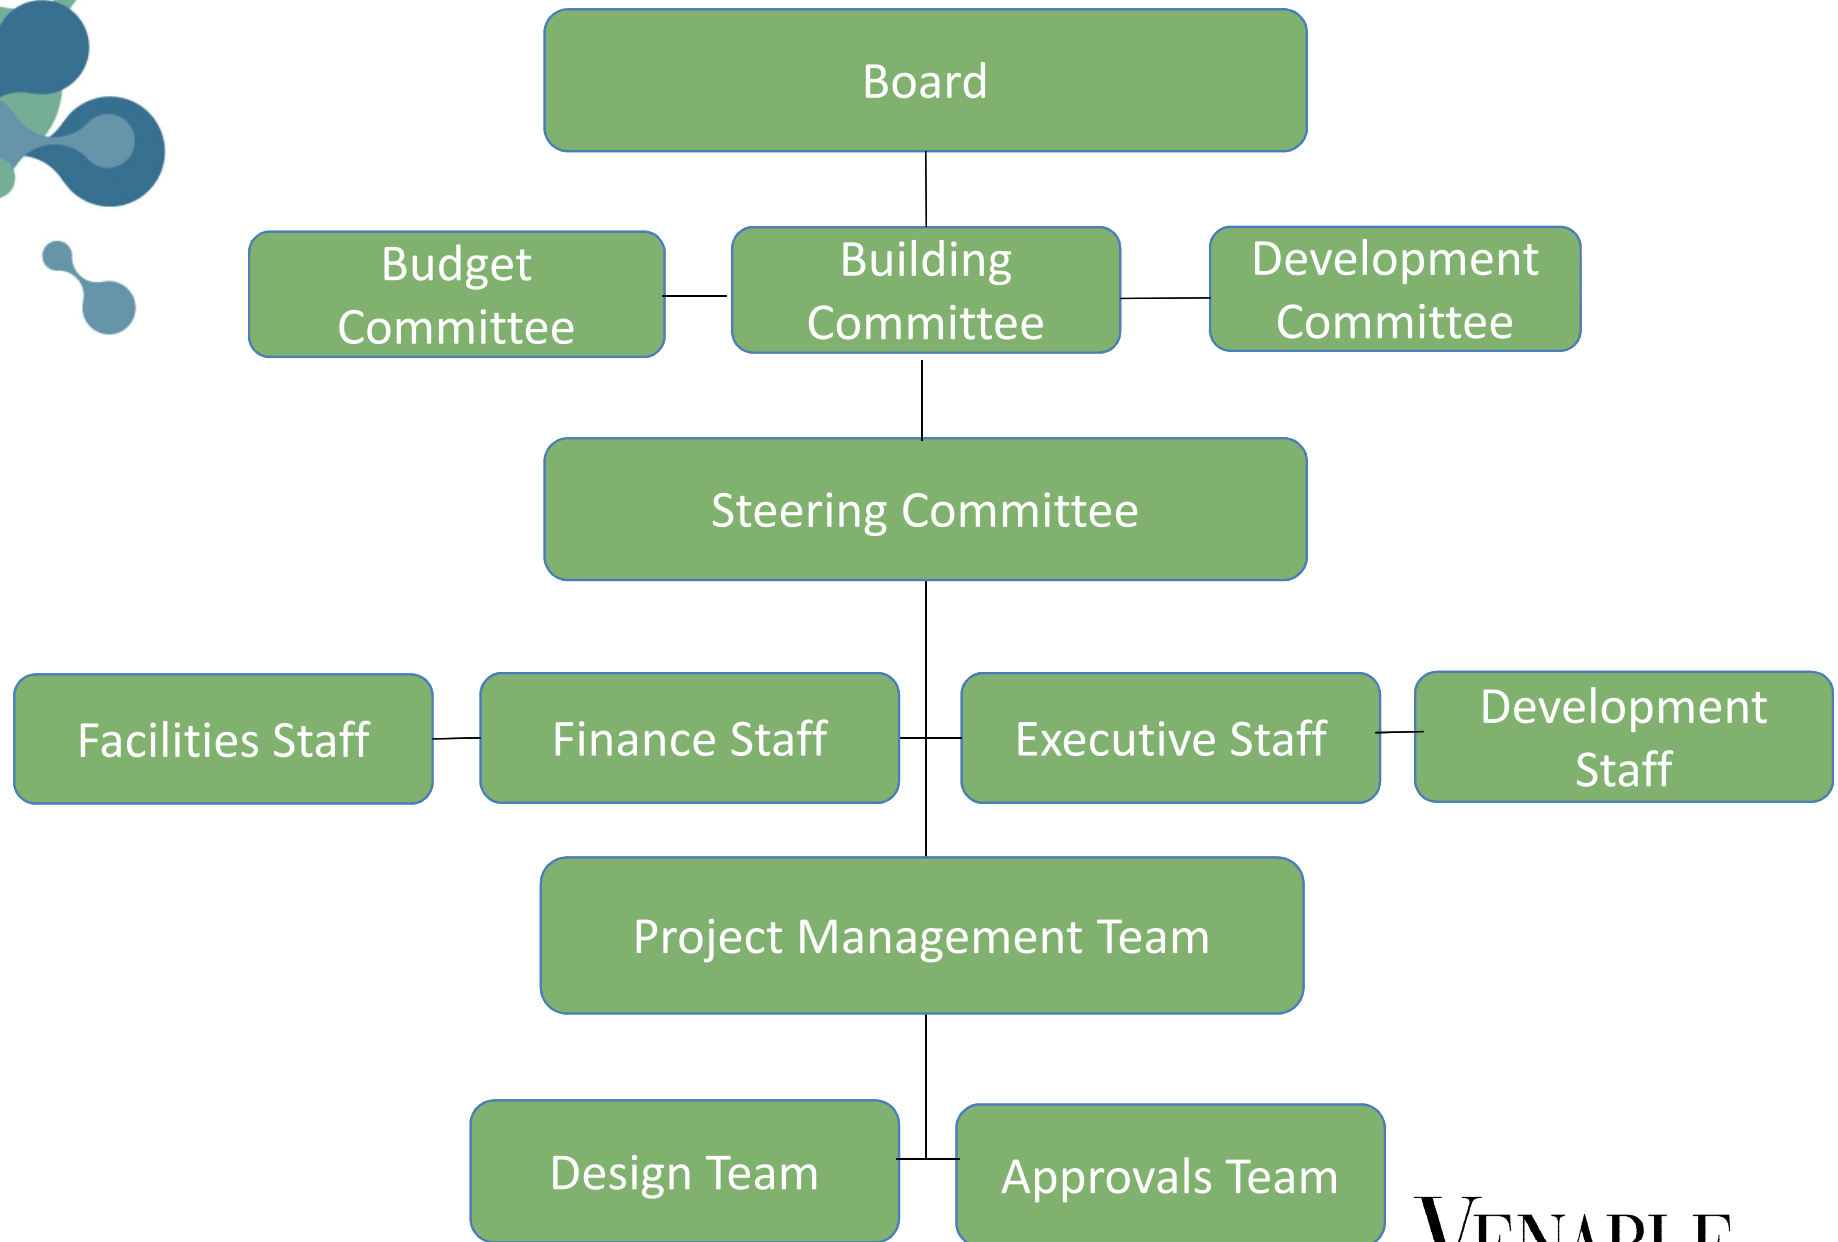 Board
Budget
Committee
Building
Committee
Development
Committee
Steering Committee
Facilities Staff
Finance Staff
Executive Staff
Development
Staff
Project Management Team
Design Team
Approvals Team
VENABLE